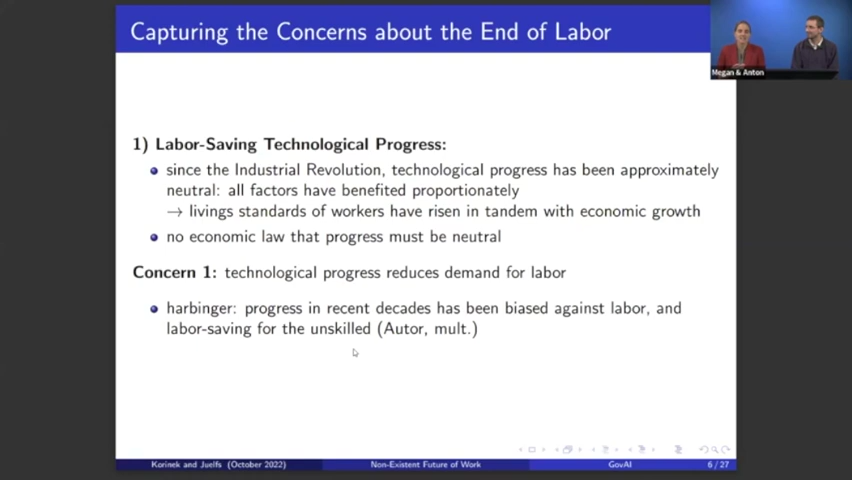 Capturing the Concerns about the End of Labor
Megan & Anton
1) Labor-Saving Technological Progress:
since the Industrial Revolution, technological progress has been approximately
neutral: all factors have benefited proportionately
→ livings standards of workers have risen in tandem with economic growth
no economic law that progress must be neutral
Concern 1: technological progress reduces demand for labor
harbinger: progress in recent decades has been biased against labor, and
labor-saving for the unskilled (Autor, mult.)
Korinek and Juelfs (October 2022) Non-Existent Future of Work GovAI 6 / 27